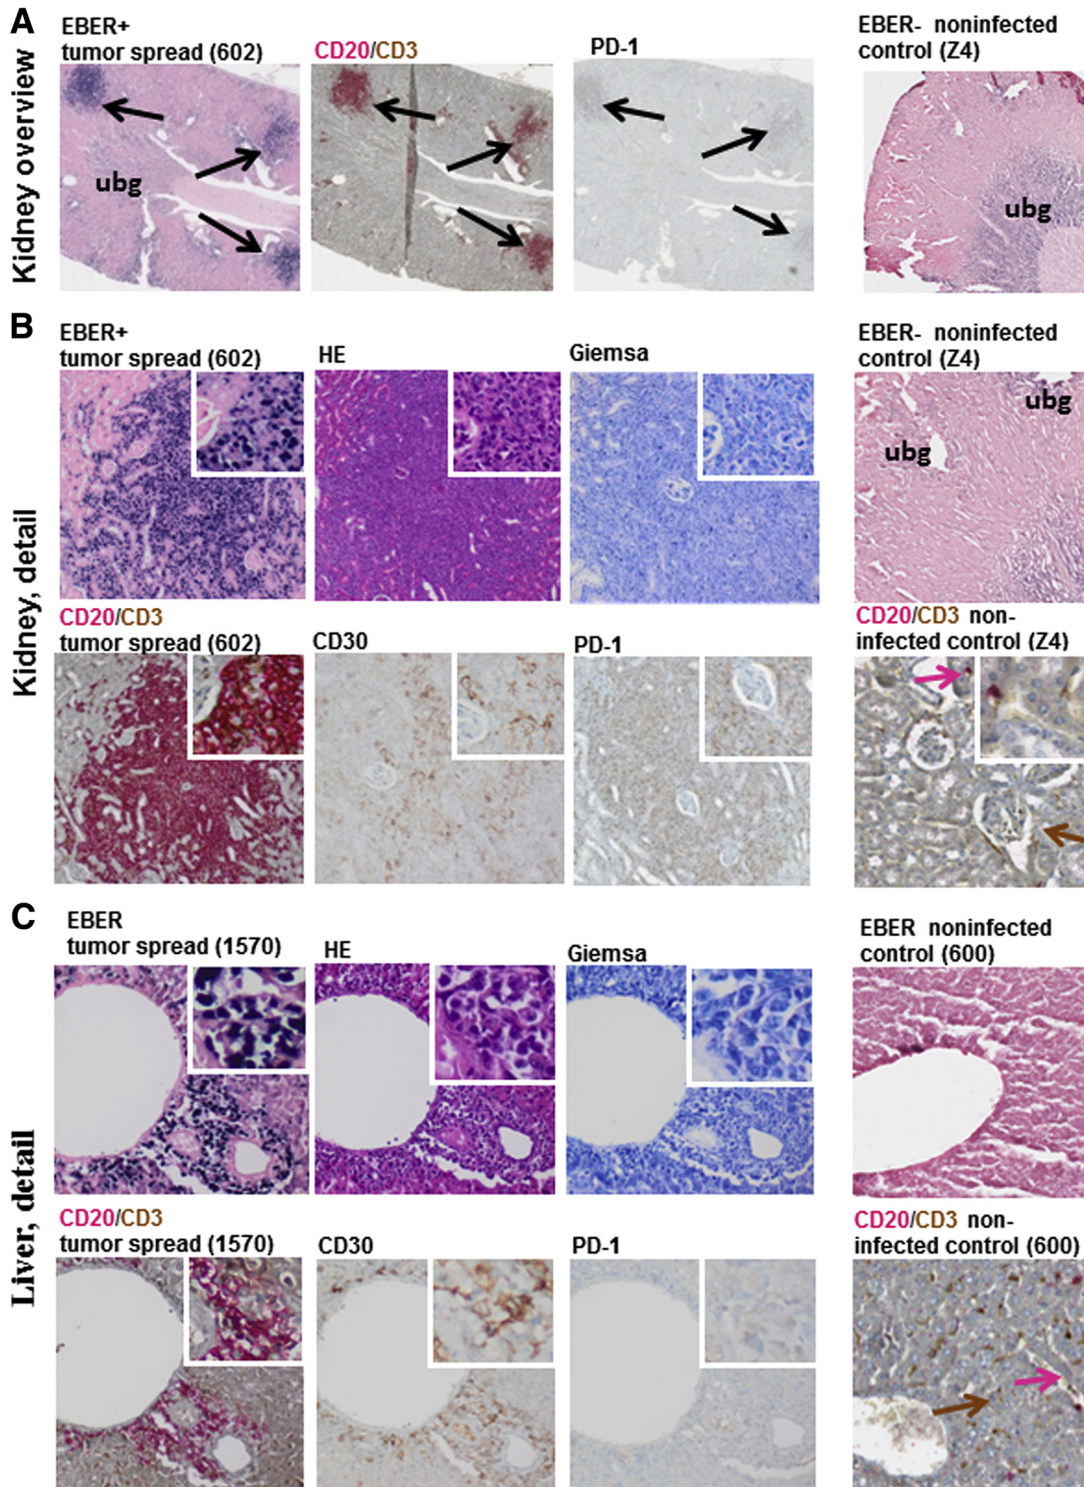 A
Kidney overview
EBER+
tumor spread (602)
CD20/CD3
PD-1
EBER- noninfected
control (Z4)
ubg
ubg
B
Kidney, detail
EBER+
tumor spread (602)
HE
Giemsa
EBER- noninfected
control (Z4)
ubg
ubg
CD20/CD3
tumor spread (602)
CD30
PD-1
CD20/CD3 non-
infected control (Z4)
C
Liver, detail
EBER
tumor spread (1570)
HE
Giemsa
EBER noninfected
control (600)
CD20/CD3
tumor spread (1570)
CD30
PD-1
CD20/CD3 non-
infected control (600)